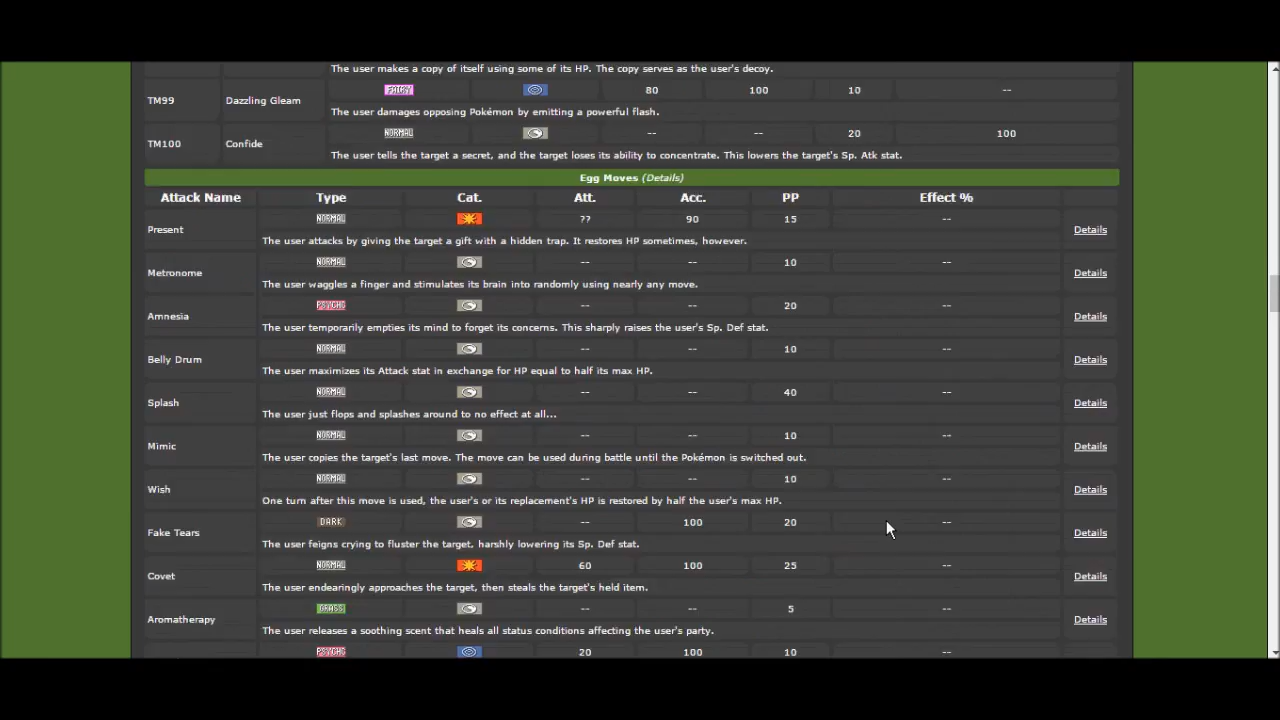 The user makes a copy of itself using some of its HP. The copy serves as the user's decoy.
TM99 Dazzling Gleam FAIRY 80 100 10 --
The user damages opposing Pokémon by emitting a powerful flash.
TM100 Confide NORMAL -- -- 20 100
The user tells the target a secret, and the target loses its ability to concentrate. This lowers the target's Sp. Atk stat.
Egg Moves (Details)
Attack Name Type Cat. Att. Acc. PP Effect %
Present NORMAL ?? 90 15 -- Details
The user attacks by giving the target a gift with a hidden trap. It restores HP sometimes, however.
Metronome NORMAL -- -- 10 -- Details
The user waggles a finger and stimulates its brain into randomly using nearly any move.
Amnesia PSYCHC -- -- 20 -- Details
The user temporarily empties its mind to forget its concerns. This sharply raises the user's Sp. Def stat.
Belly Drum NORMAL -- -- 10 -- Details
The user maximizes its Attack stat in exchange for HP equal to half its max HP.
Splash NORMAL -- -- 40 -- Details
The user just flops and splashes around to no effect at all...
Mimic NORMAL -- -- 10 -- Details
The user copies the target's last move. The move can be used during battle until the Pokémon is switched out.
Wish NORMAL -- -- 10 -- Details
One turn after this move is used, the user's or its replacement's HP is restored by half the user's max HP.
Fake Tears DARK -- 100 20 -- Details
The user feigns crying to fluster the target, harshly lowering its Sp. Def stat.
Covet NORMAL 60 100 25 -- Details
The user endearingly approaches the target, then steals the target's held item.
Aromatherapy GRASS -- -- 5 -- Details
The user releases a soothing scent that heals all status conditions affecting the user's party.
PSYCHC 20 100 10 --